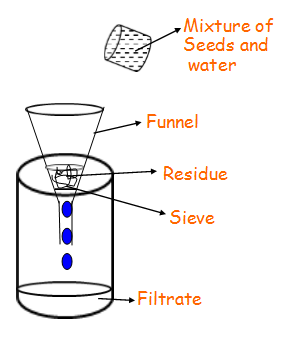 Mixture of
Seeds and
water
Funnel
Residue
Sieve
Filtrate